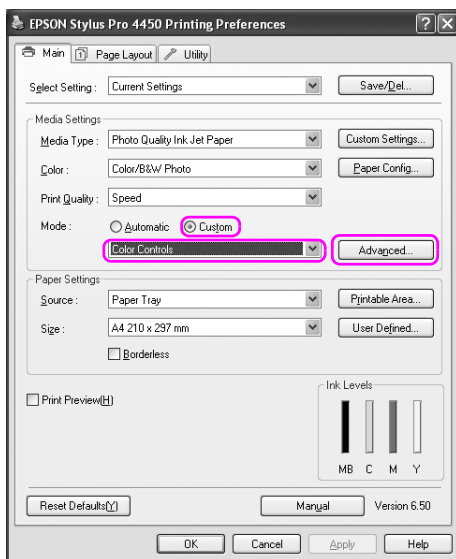 EPSON Stylus Pro 4450 Printing Preferences
Main Page Layout Utility
Select Setting : Current Settings Save/Del...
Media Settings
Media Type : Photo Quality Ink Jet Paper Custom Settings...
Color : Color/B&W Photo Paper Config...
Print Quality : Speed
Mode : Automatic Custom
Color Controls Advanced...
Paper Settings
Source : Paper Tray Printable Area...
Size : A4 210 x 297 mm User Defined...
Borderless
Print Preview(H)
Ink Levels
MB C M Y
Reset Defaults(Y) Manual Version 6.50
OK Cancel Apply Help